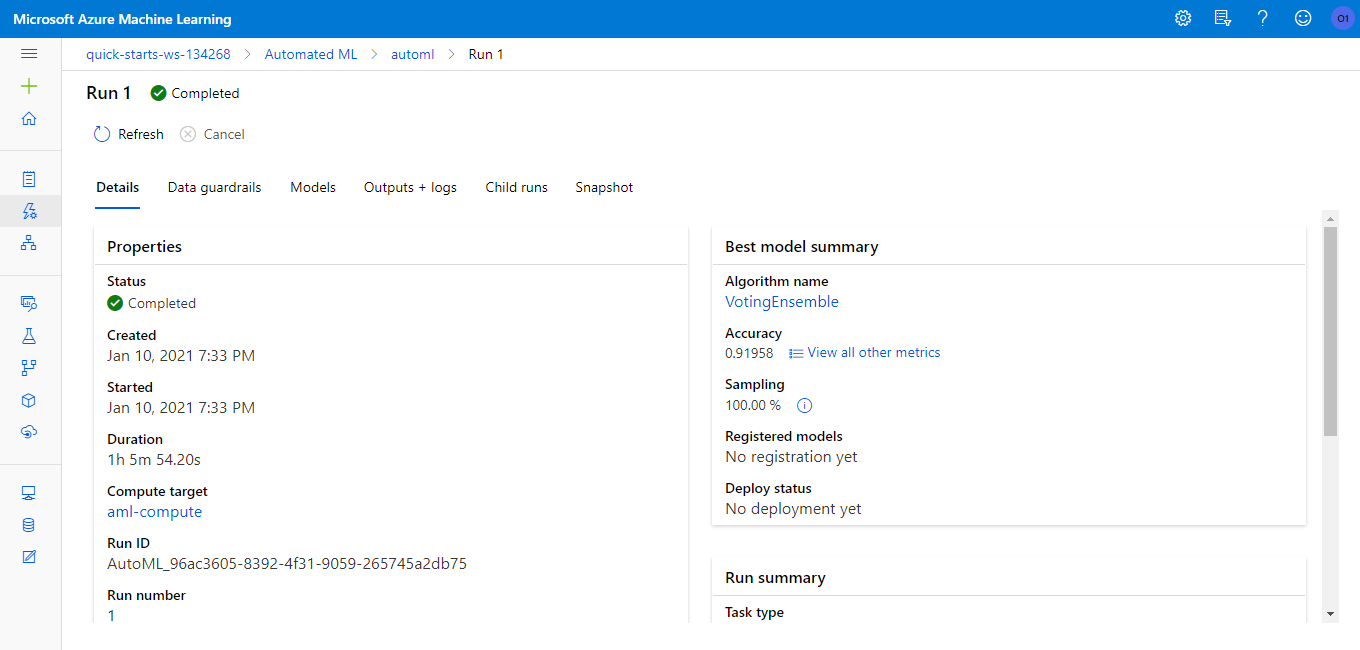 Microsoft Azure Machine Learning
O1
quick-starts-ws-134268 > Automated ML > automl > Run 1
Run 1 Completed
Refresh Cancel
Details Data guardrails Models Outputs + logs Child runs Snapshot
Properties
Status
Completed
Created
Jan 10, 2021 7:33 PM
Started
Jan 10, 2021 7:33 PM
Duration
1h 5m 54.20s
Compute target
aml-compute
Run ID
AutoML_96ac3605-8392-4f31-9059-265745a2db75
Run number
1
Best model summary
Algorithm name
VotingEnsemble
Accuracy
0.91958 View all other metrics
Sampling
100.00 %
Registered models
No registration yet
Deploy status
No deployment yet
Run summary
Task type